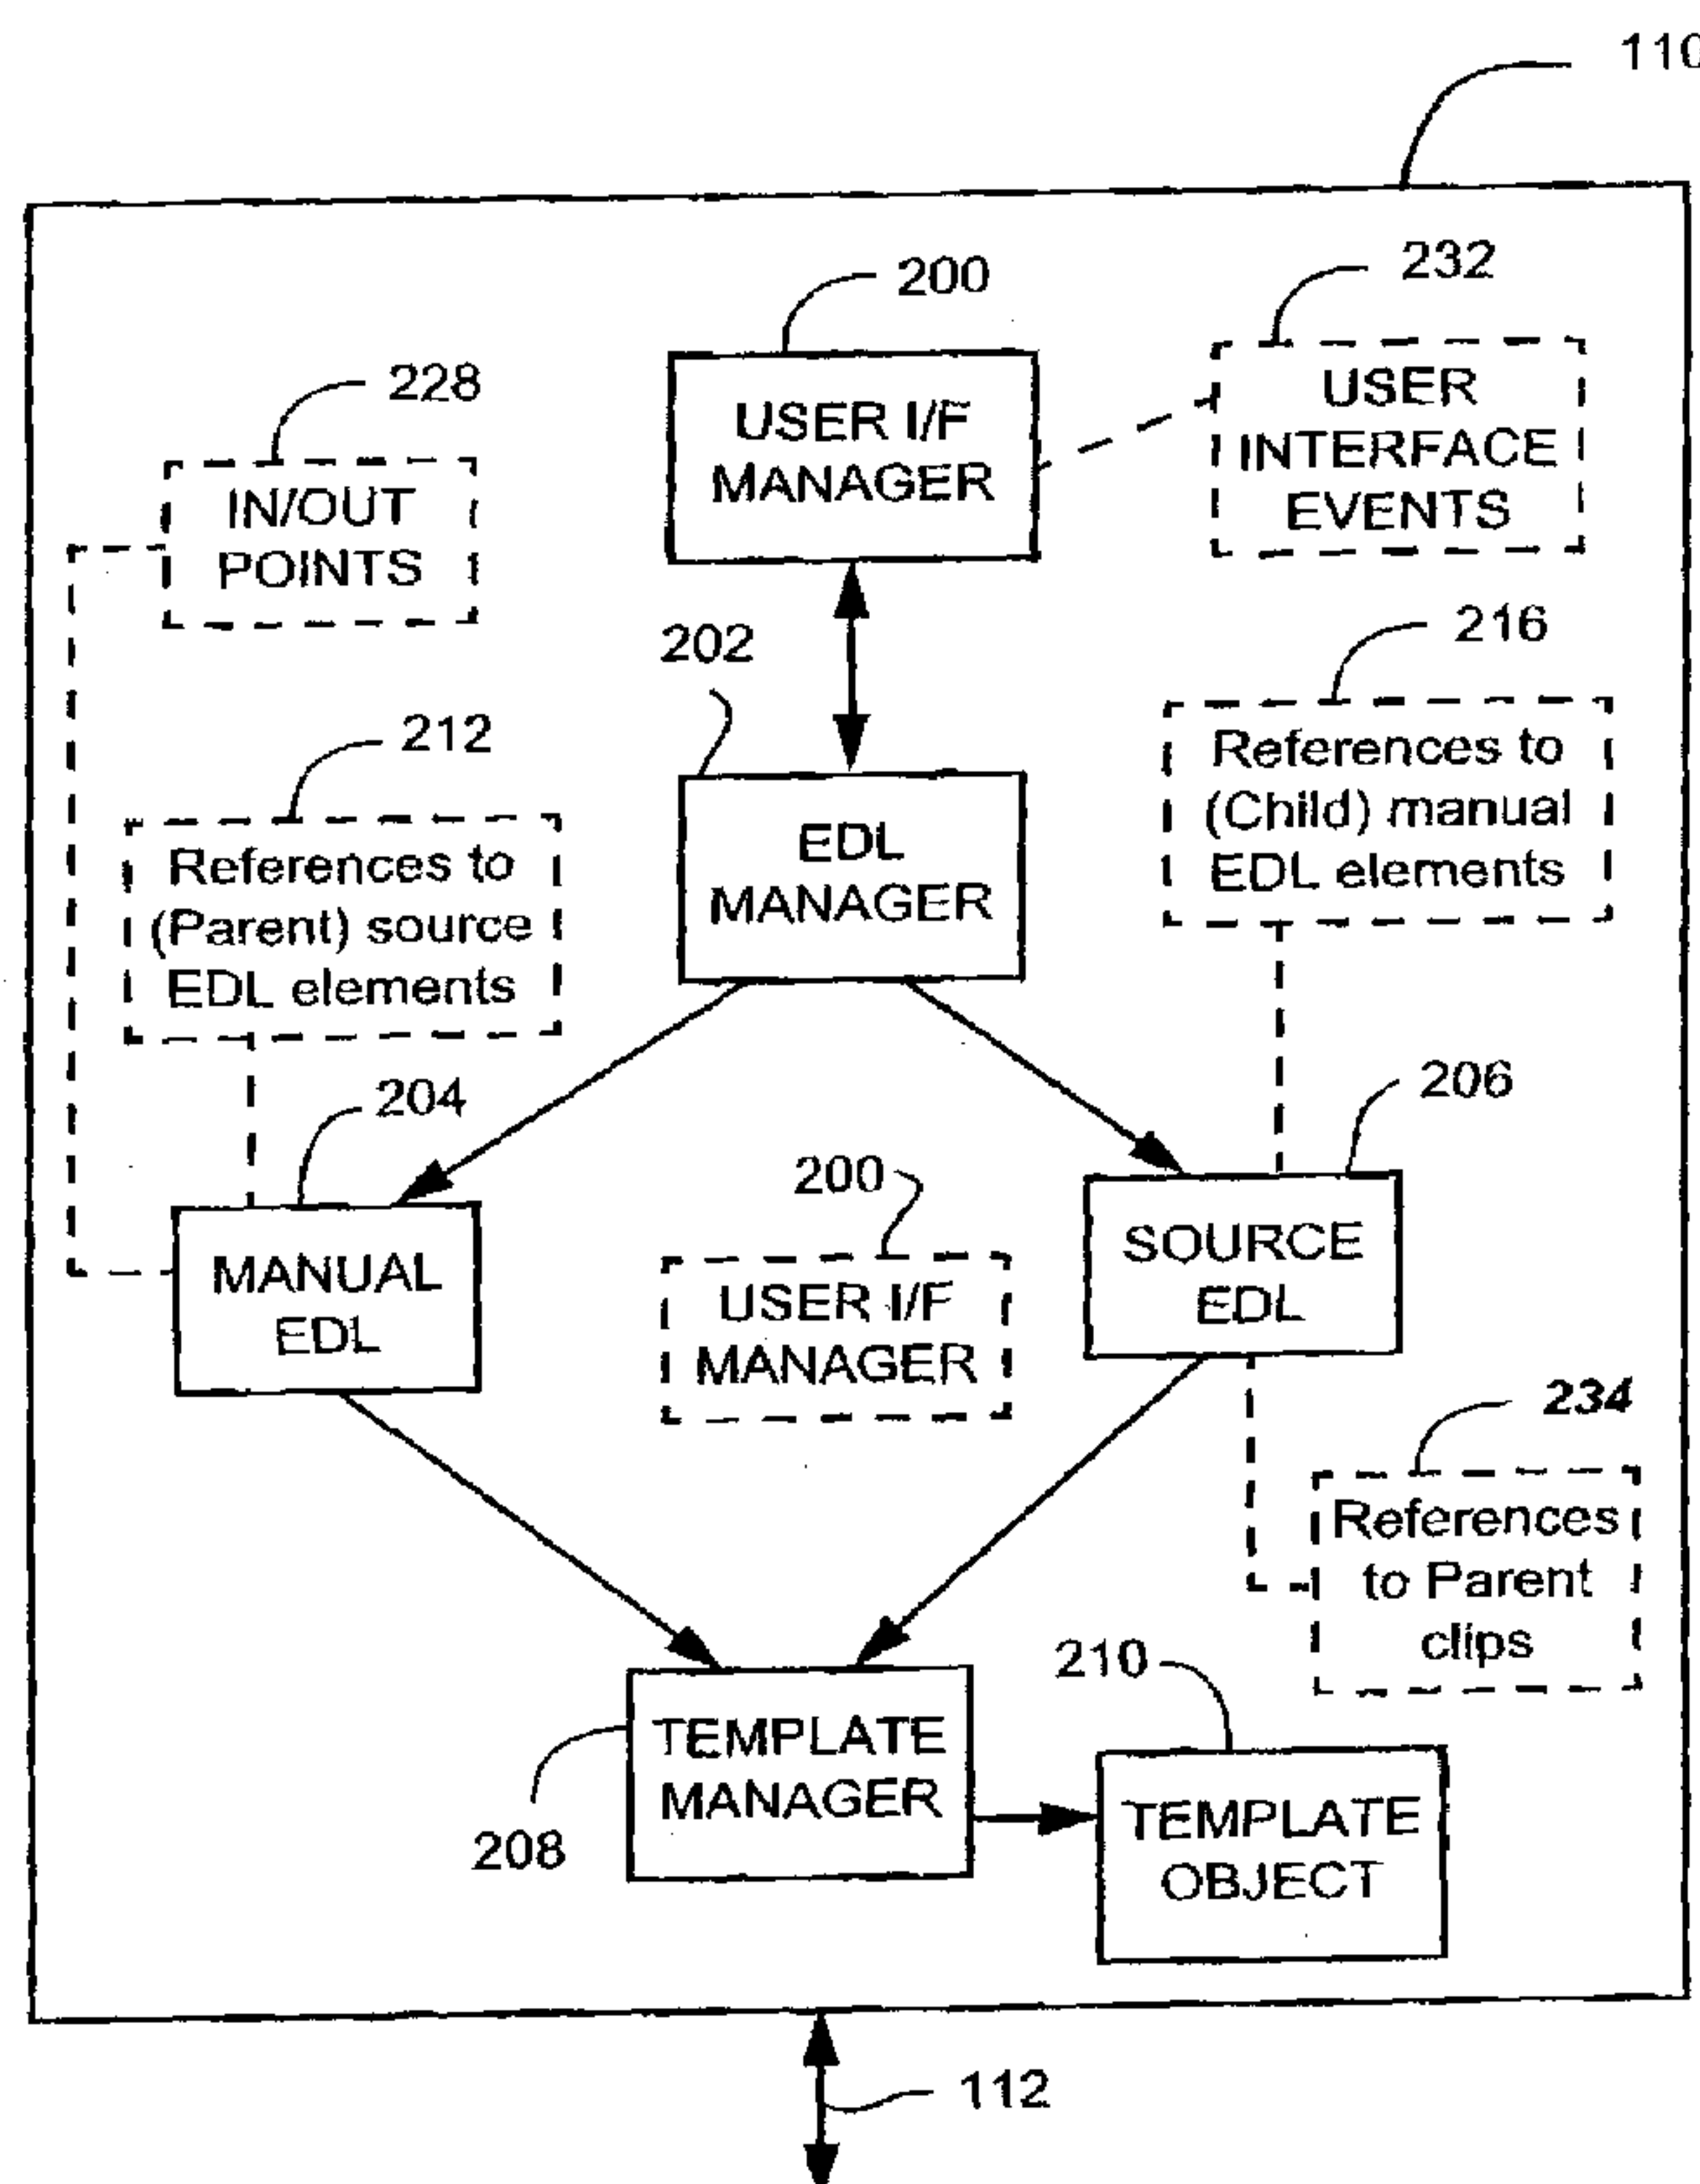 110
200
232
USER I/F
MANAGER
USER
INTERFACE
EVENTS
228
IN/OUT
POINTS
202
216
References to
(Child) manual
EDL elements
212
References to
(Parent) source
EDL elements
EDL
MANAGER
204
206
MANUAL
EDL
200
USER I/F
MANAGER
SOURCE
EDL
234
References
to Parent
clips
208
TEMPLATE
MANAGER
210
TEMPLATE
OBJECT
112